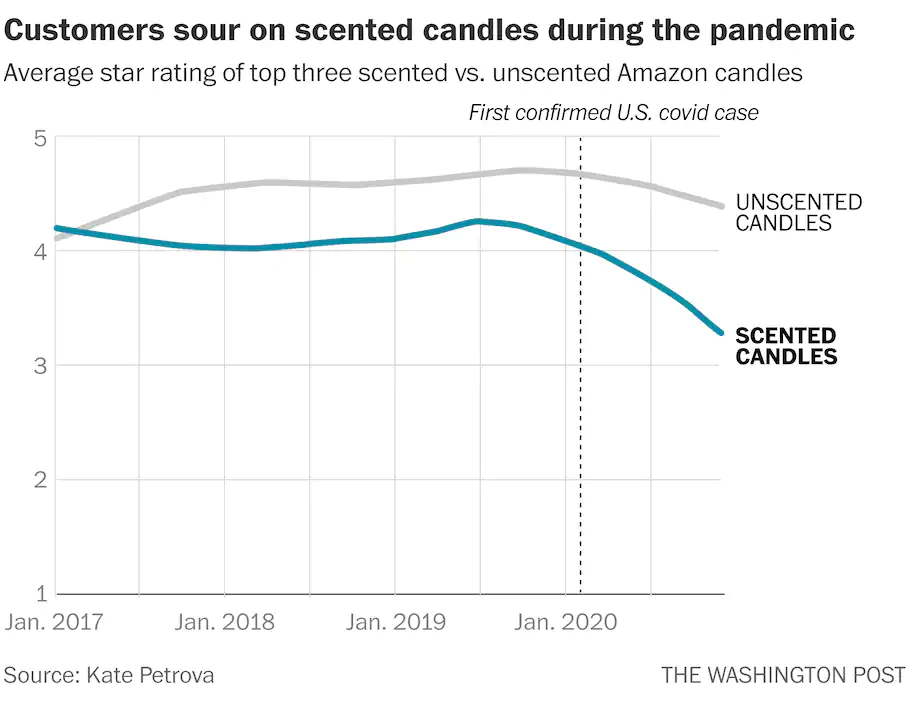 Customers sour on scented candles during the pandemic
Average star rating of top three scented vs. unscented Amazon candles
First confirmed U.S. covid case
5
UNSCENTED
CANDLES
4
SCENTED
CANDLES
3
2
1
Jan. 2017 Jan. 2018 Jan. 2019 Jan. 2020
Source: Kate Petrova THE WASHINGTON POST